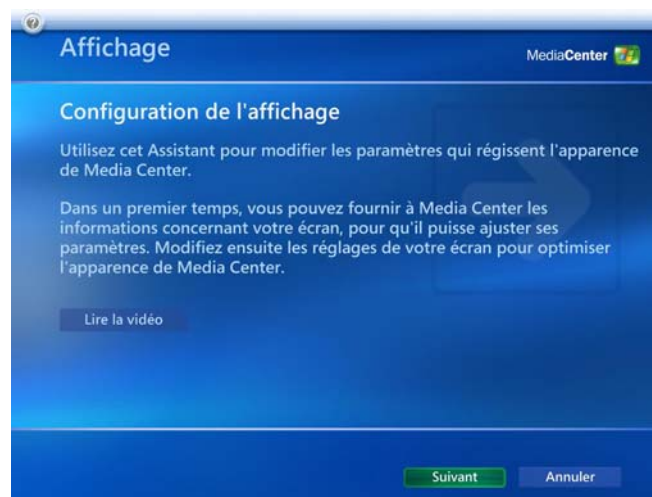 Affichage
MediaCenter
Configuration de l'affichage
Utilisez cet Assistant pour modifier les paramètres qui régissent l'apparence
de Media Center.
Dans un premier temps, vous pouvez fournir à Media Center les
informations concernant votre écran, pour qu'il puisse ajuster ses
paramètres. Modifiez ensuite les réglages de votre écran pour optimiser
l'apparence de Media Center.
Lire la vidéo
Suivant Annuler